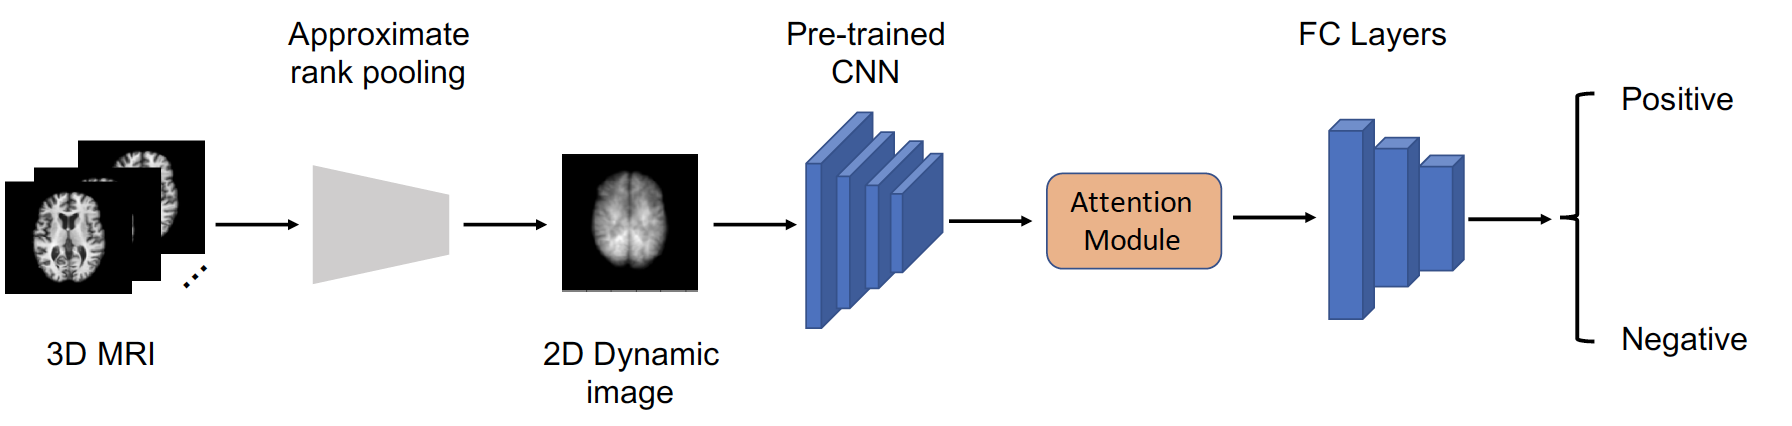 Approximate
rank pooling
Pre-trained
CNN
FC Layers
Positive
Attention
Module
3D MRI
2D Dynamic
image
Negative